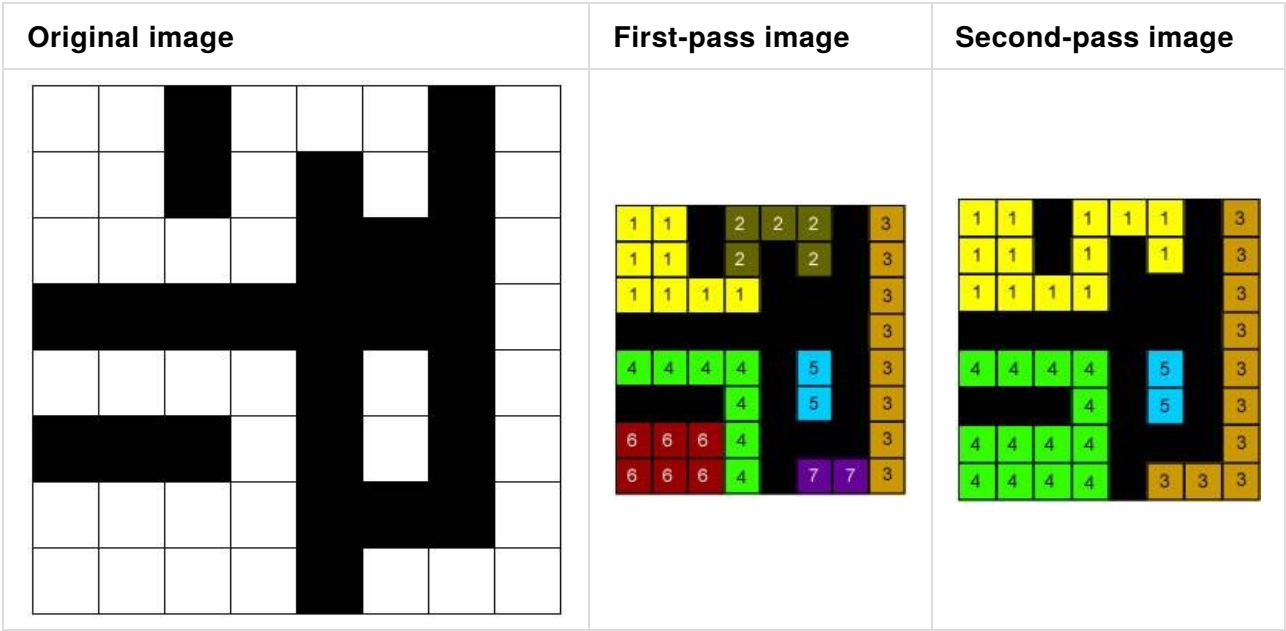 Original image First-pass image Second-pass image
1 1 2 2 2 3
1 1 2 2 3
1 1 1 1 3
3
4 4 4 4 5 3
4 5 3
6 6 6 4 3
6 6 6 4 7 7 3
1 1 1 1 1 3
1 1 1 1 3
1 1 1 1 3
3
4 4 4 4 5 3
4 5 3
4 4 4 4 3
4 4 4 4 3 3 3